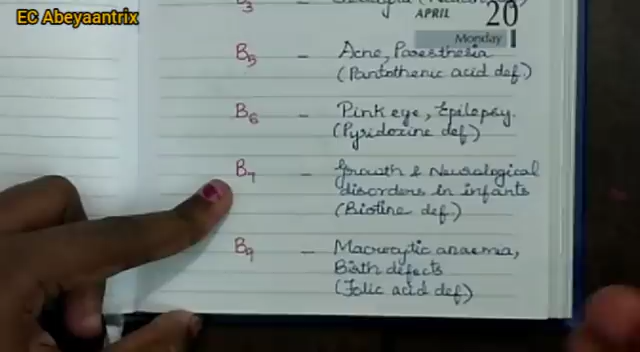 EC Abeyaantrix
B3 -
APRIL 20
Monday
B5 - Acne, Paresthesia
(Pantothenic acid def.)
B6 - Pink eye, Epilepsy.
(Pyridoxine def)
B7 - Growth & Neurological
disorders in infants
(Biotine def.)
B9 - Macrocytic anaemia,
Birth defects
(Folic acid def)